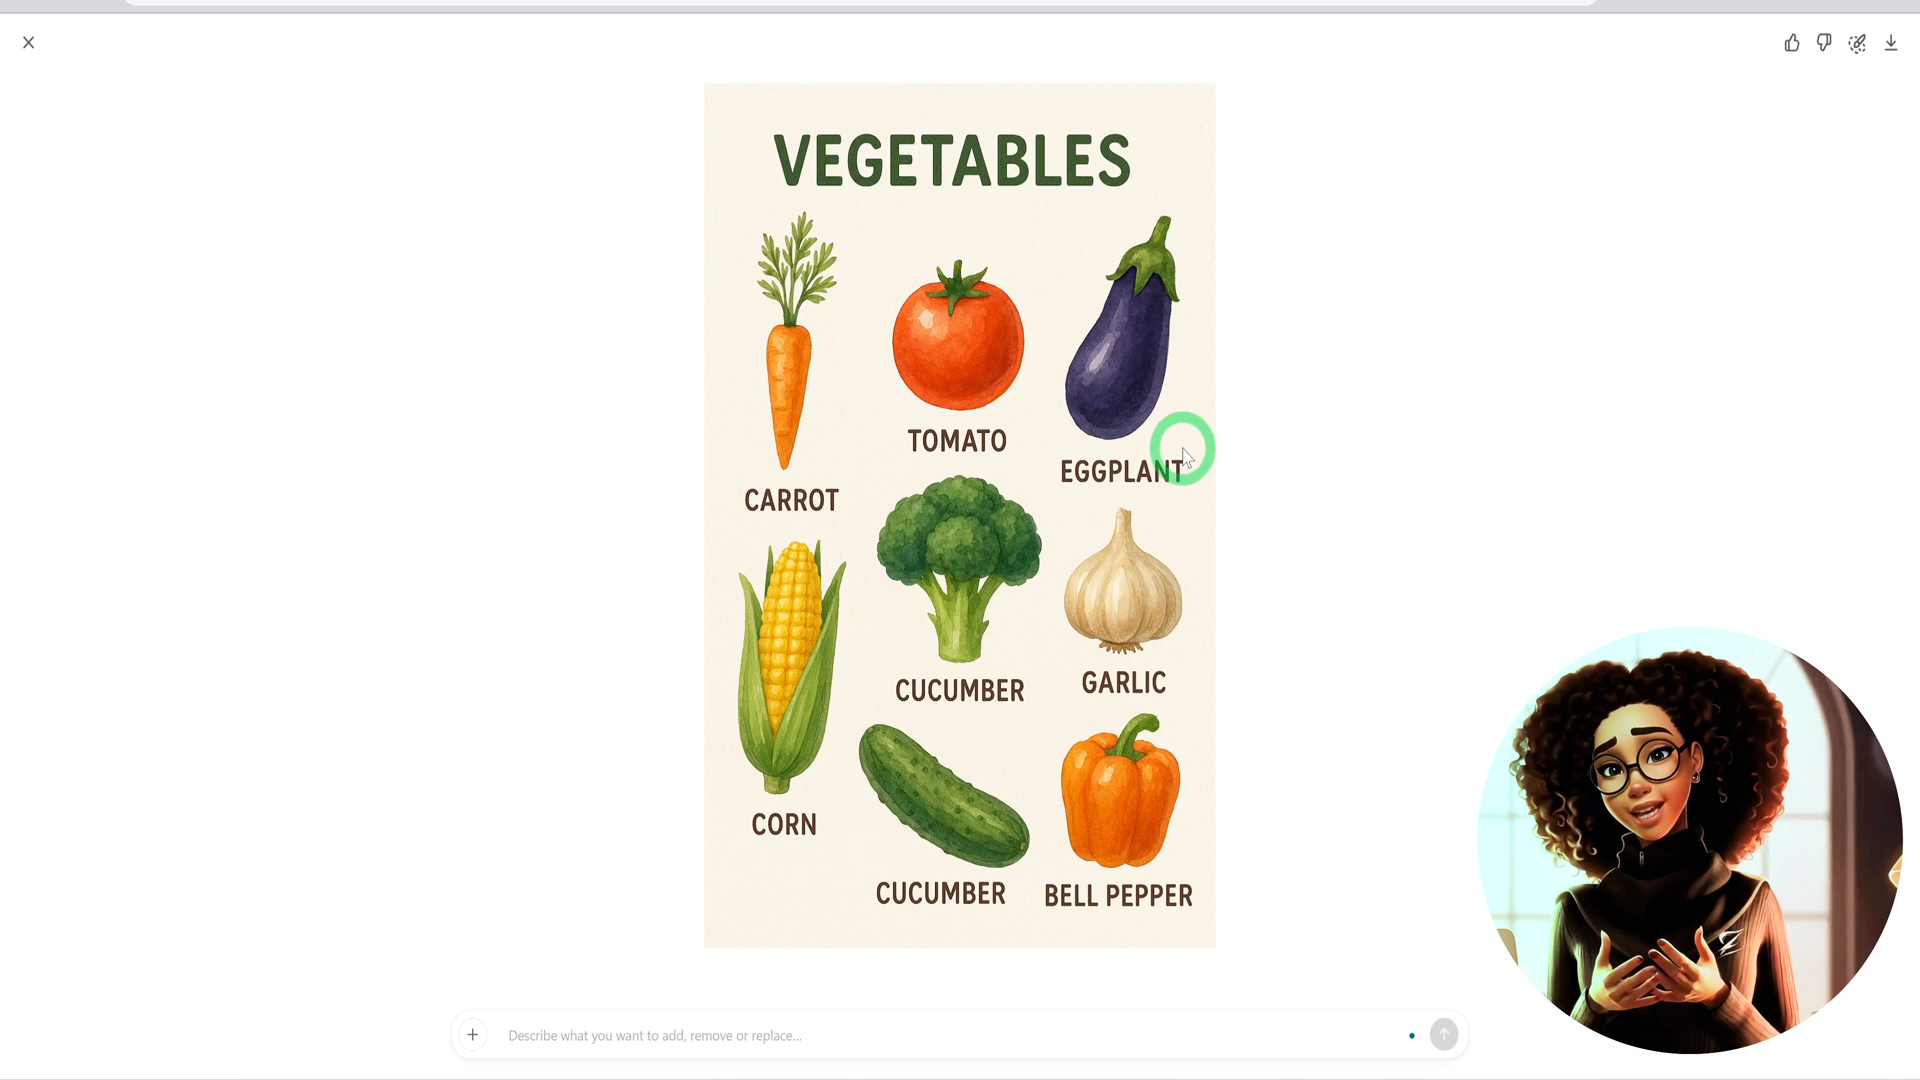 VEGETABLES
CARROT
TOMATO
EGGPLANT
CORN
CUCUMBER
GARLIC
CUCUMBER
BELL PEPPER
Describe what you want to add, remove or replace...